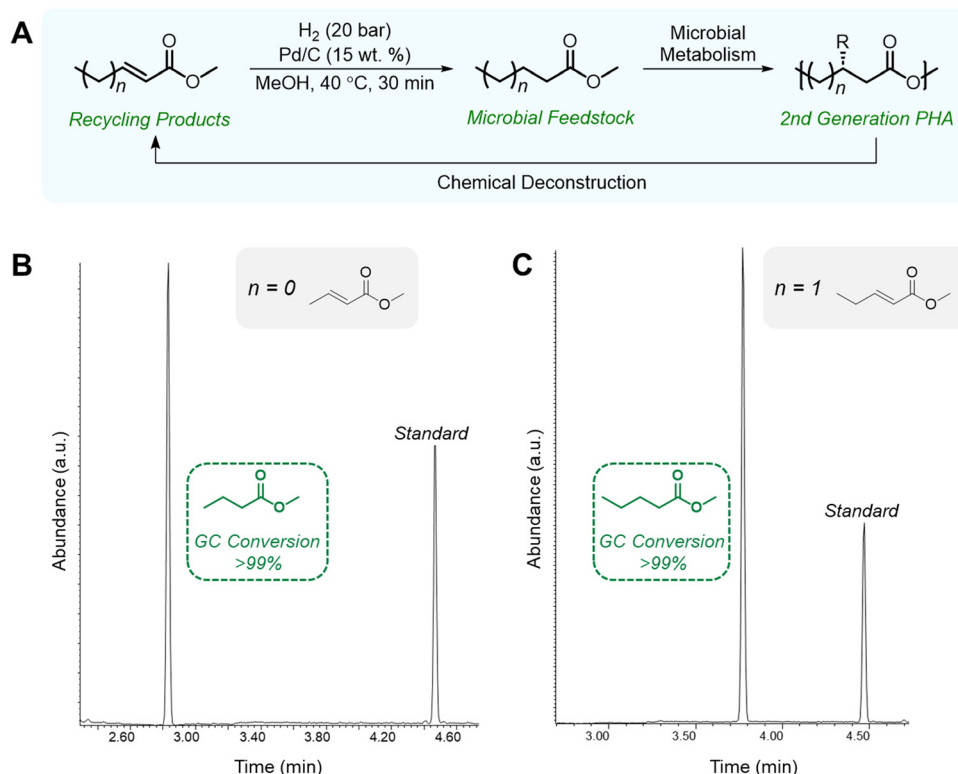 A
H₂ (20 bar)
Pd/C (15 wt. %)
MeOH, 40 °C, 30 min
Microbial
Metabolism
n
O
O
n
O
O
R
n
O
O
Recycling Products
Microbial Feedstock
2nd Generation PHA
Chemical Deconstruction
B
n = 0
O
O
Abundance (a.u.)
O
O
GC Conversion
>99%
Standard
2.60
3.00
3.40
3.80
4.20
4.60
Time (min)
C
n = 1
O
O
Abundance (a.u.)
O
O
GC Conversion
>99%
Standard
3.00
3.50
4.00
4.50
Time (min)